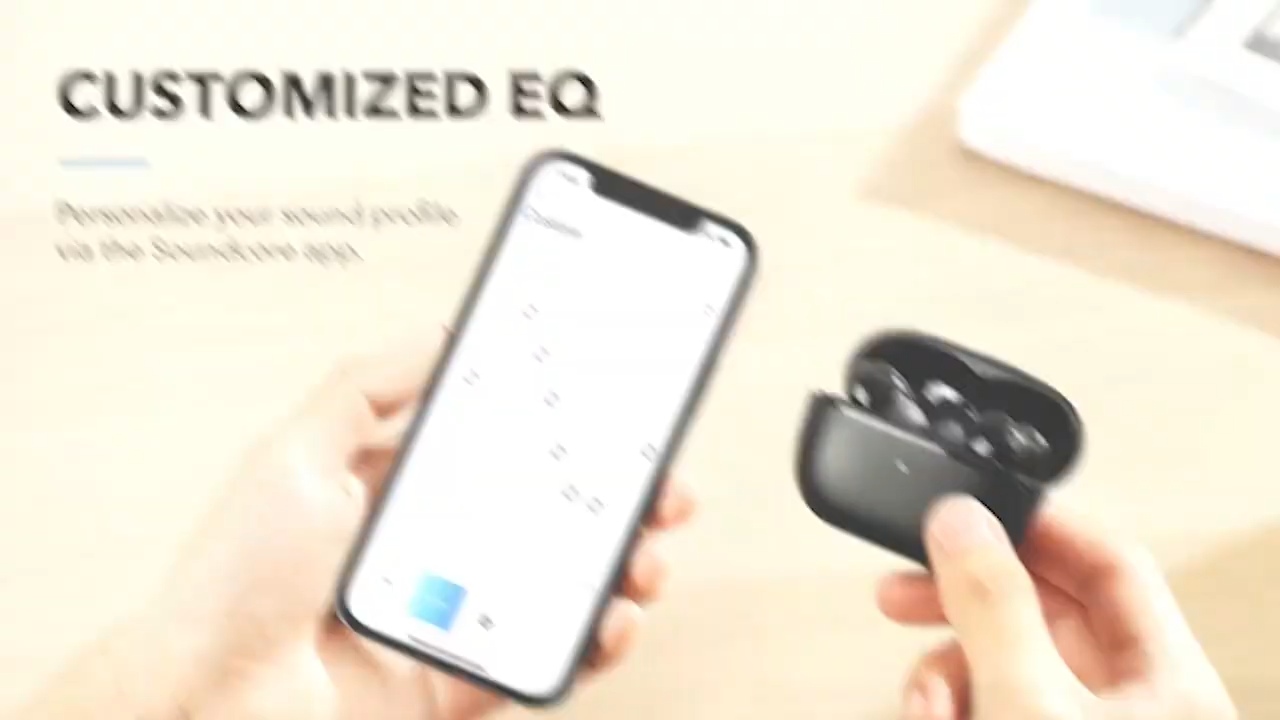 CUSTOMIZED EQ
Personalize your sound profile
via the Soundcore app.